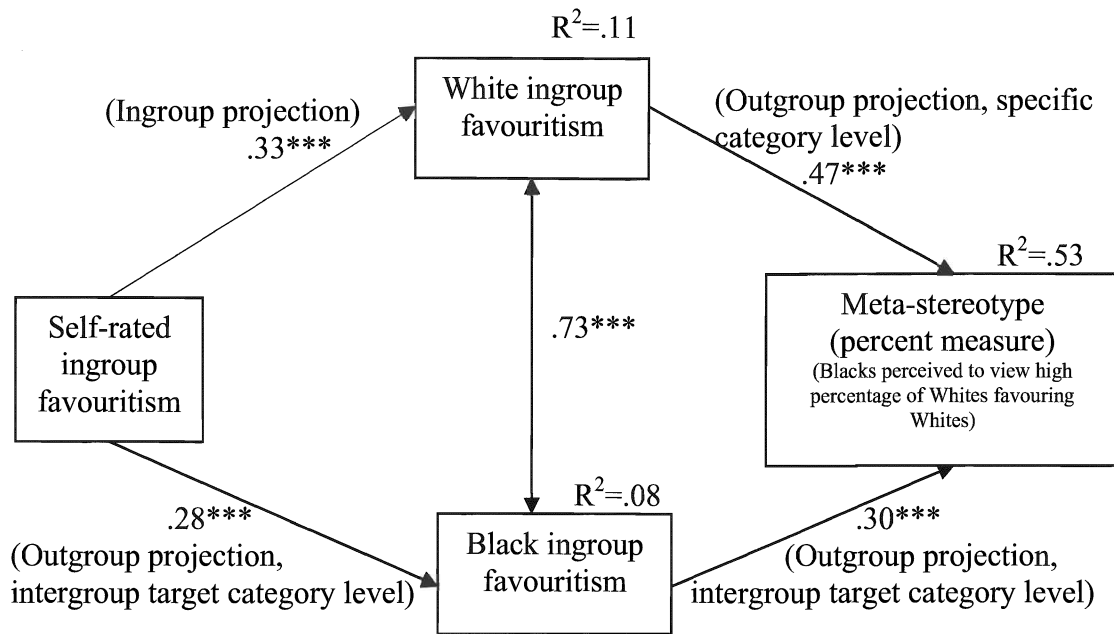 R²=.11
White ingroup
favouritism
(Ingroup projection)
.33***
(Outgroup projection, specific
category level)
.47***
R²=.53
Self-rated
ingroup
favouritism
.73***
Meta-stereotype
(percent measure)
(Blacks perceived to view high
percentage of Whites favouring
Whites)
R²=.08
.28***
(Outgroup projection,
intergroup target category level)
Black ingroup
favouritism
.30***
(Outgroup projection,
intergroup target category level)